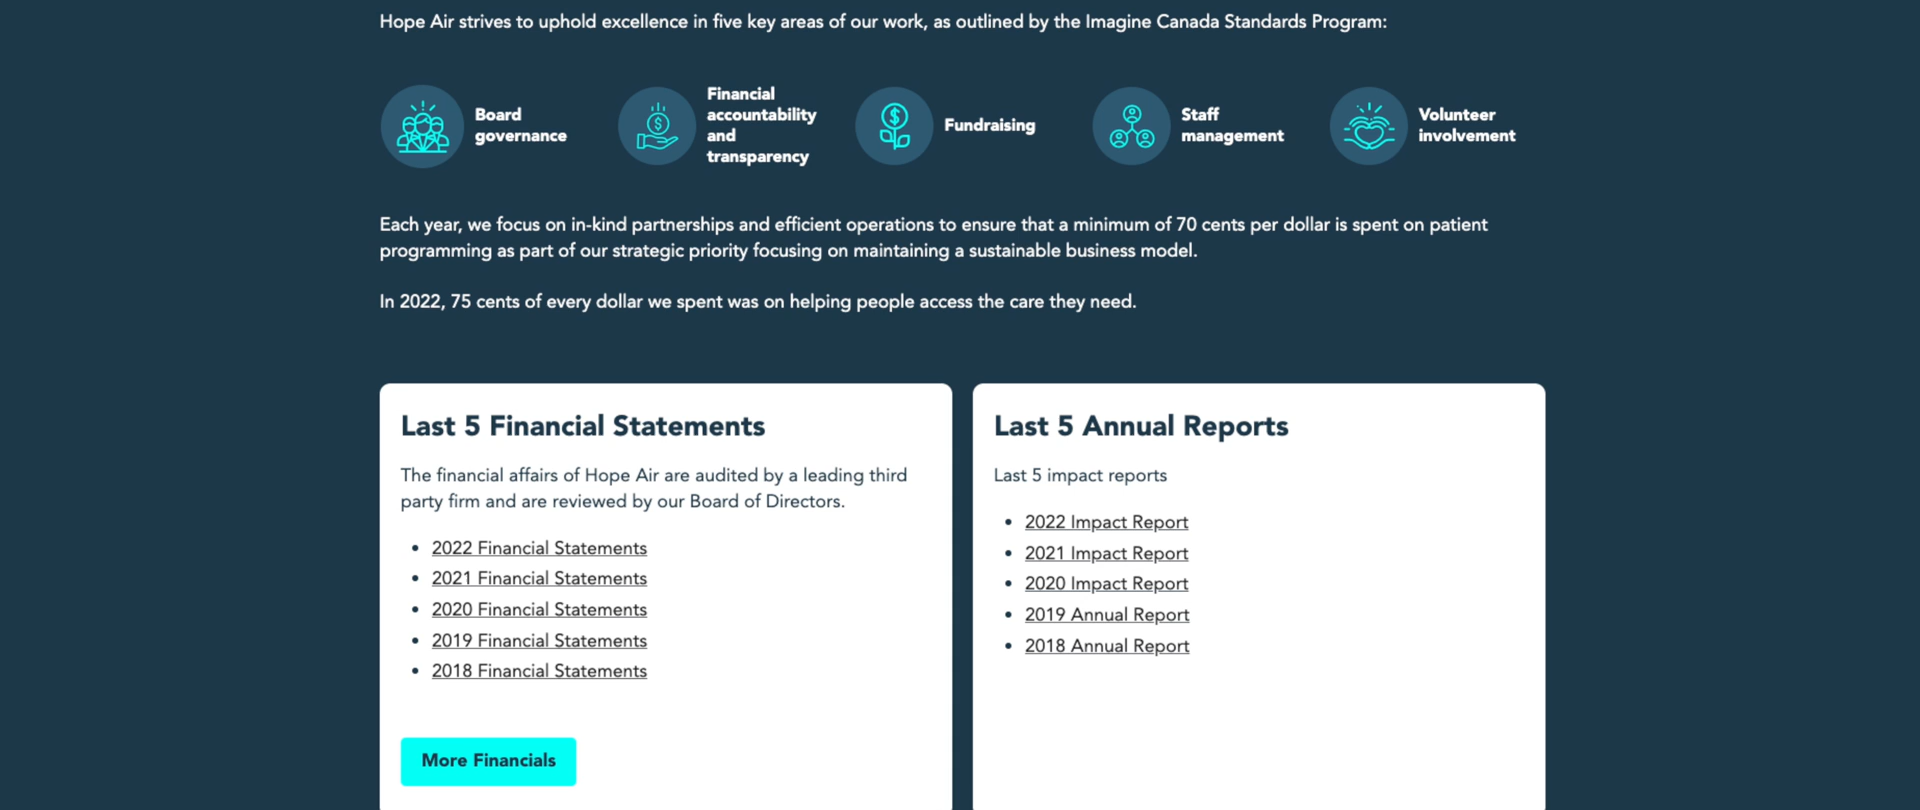 Hope Air strives to uphold excellence in five key areas of our work, as outlined by the Imagine Canada Standards Program:
Board
governance
Financial
accountability
and
transparency
Fundraising
Staff
management
Volunteer
involvement
Each year, we focus on in-kind partnerships and efficient operations to ensure that a minimum of 70 cents per dollar is spent on patient
programming as part of our strategic priority focusing on maintaining a sustainable business model.
In 2022, 75 cents of every dollar we spent was on helping people access the care they need.
Last 5 Financial Statements
The financial affairs of Hope Air are audited by a leading third
party firm and are reviewed by our Board of Directors.
• 2022 Financial Statements
• 2021 Financial Statements
• 2020 Financial Statements
• 2019 Financial Statements
• 2018 Financial Statements
More Financials
Last 5 Annual Reports
Last 5 impact reports
• 2022 Impact Report
• 2021 Impact Report
• 2020 Impact Report
• 2019 Annual Report
• 2018 Annual Report